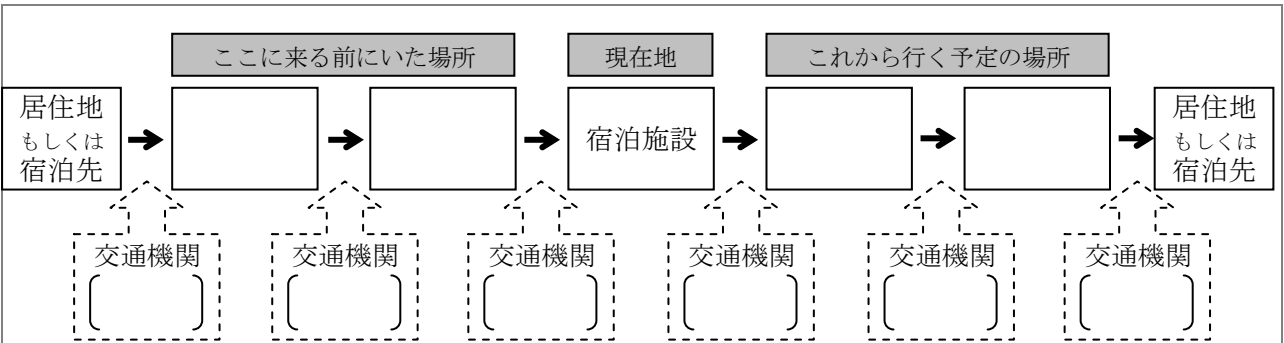 ここに来る前にいた場所
現在地
これから行く予定の場所
居住地
もしくは
宿泊先
宿泊施設
居住地
もしくは
宿泊先
交通機関
交通機関
交通機関
交通機関
交通機関
交通機関